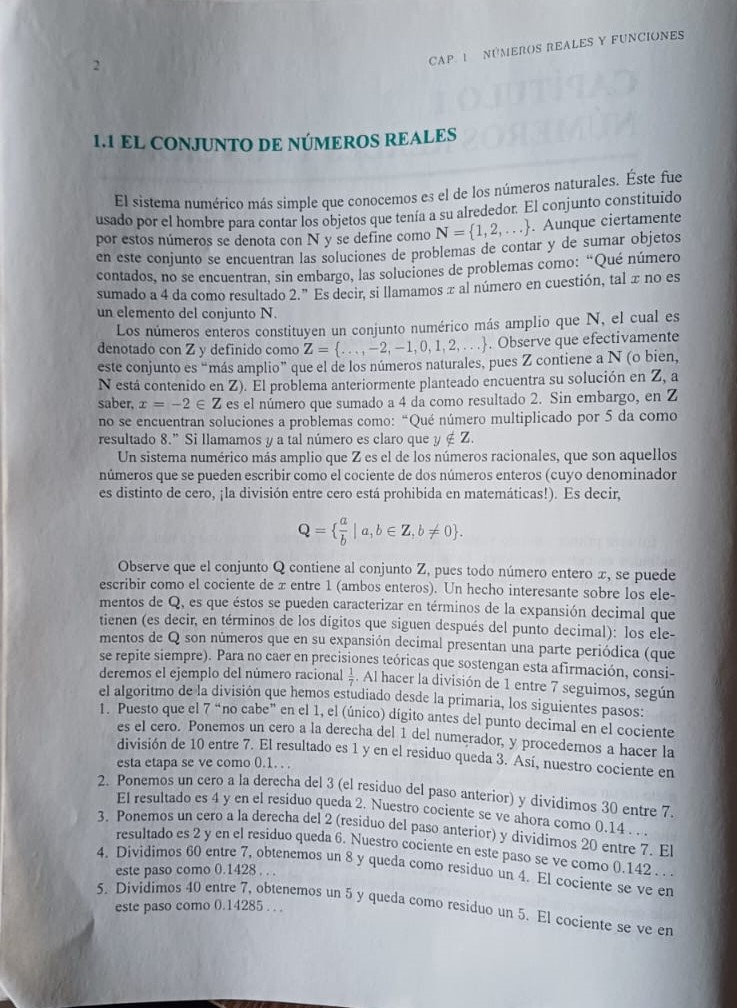 2
CAP. 1 NÚMEROS REALES Y FUNCIONES
1.1 EL CONJUNTO DE NÚMEROS REALES
El sistema numérico más simple que conocemos es el de los números naturales. Éste fue
usado por el hombre para contar los objetos que tenía a su alrededor. El conjunto constituido
por estos números se denota con N y se define como N = {1, 2, . . .}. Aunque ciertamente
en este conjunto se encuentran las soluciones de problemas de contar y de sumar objetos
contados, no se encuentran, sin embargo, las soluciones de problemas como: “Qué número
sumado a 4 da como resultado 2.” Es decir, si llamamos x al número en cuestión, tal x no es
un elemento del conjunto N.
Los números enteros constituyen un conjunto numérico más amplio que N, el cual es
denotado con Z y definido como Z = {. . . , −2, −1, 0, 1, 2, . . .}. Observe que efectivamente
este conjunto es “más amplio” que el de los números naturales, pues Z contiene a N (o bien,
N está contenido en Z). El problema anteriormente planteado encuentra su solución en Z, a
saber, x = −2 ∈ Z es el número que sumado a 4 da como resultado 2. Sin embargo, en Z
no se encuentran soluciones a problemas como: “Qué número multiplicado por 5 da como
resultado 8.” Si llamamos y a tal número es claro que y ∉ Z.
Un sistema numérico más amplio que Z es el de los números racionales, que son aquellos
números que se pueden escribir como el cociente de dos números enteros (cuyo denominador
es distinto de cero, ¡la división entre cero está prohibida en matemáticas!). Es decir,
Q = {a/b | a, b ∈ Z, b ≠ 0}.
Observe que el conjunto Q contiene al conjunto Z, pues todo número entero x, se puede
escribir como el cociente de x entre 1 (ambos enteros). Un hecho interesante sobre los ele-
mentos de Q, es que éstos se pueden caracterizar en términos de la expansión decimal que
tienen (es decir, en términos de los dígitos que siguen después del punto decimal): los ele-
mentos de Q son números que en su expansión decimal presentan una parte periódica (que
se repite siempre). Para no caer en precisiones teóricas que sostengan esta afirmación, consi-
deremos el ejemplo del número racional 1/7. Al hacer la división de 1 entre 7 seguimos, según
el algoritmo de la división que hemos estudiado desde la primaria, los siguientes pasos:
1. Puesto que el 7 “no cabe” en el 1, el (único) dígito antes del punto decimal en el cociente
es el cero. Ponemos un cero a la derecha del 1 del numerador, y procedemos a hacer la
división de 10 entre 7. El resultado es 1 y en el residuo queda 3. Así, nuestro cociente en
esta etapa se ve como 0.1. . .
2. Ponemos un cero a la derecha del 3 (el residuo del paso anterior) y dividimos 30 entre 7.
El resultado es 4 y en el residuo queda 2. Nuestro cociente se ve ahora como 0.14 . . .
3. Ponemos un cero a la derecha del 2 (residuo del paso anterior) y dividimos 20 entre 7. El
resultado es 2 y en el residuo queda 6. Nuestro cociente en este paso se ve como 0.142 . . .
4. Dividimos 60 entre 7, obtenemos un 8 y queda como residuo un 4. El cociente se ve en
este paso como 0.1428 . . .
5. Dividimos 40 entre 7, obtenemos un 5 y queda como residuo un 5. El cociente se ve en
este paso como 0.14285 . . .